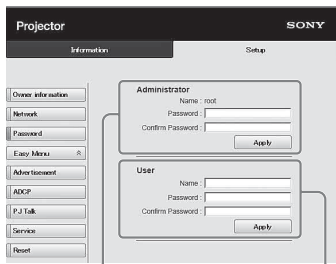 Projector
SONY
Information
Setup
Owner information
Network
Password
Easy Menu
Advertisement
ADCP
PJ Talk
Service
Reset
Administrator
Name : root
Password :
Confirm Password :
Apply
User
Name :
Password :
Confirm Password :
Apply